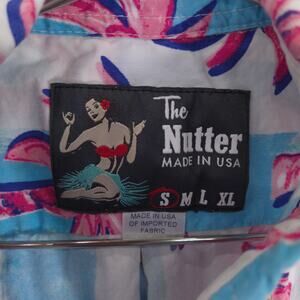 The
Nutter
MADE IN USA
S M L XL
MADE IN USA
OF IMPORTED
FABRIC